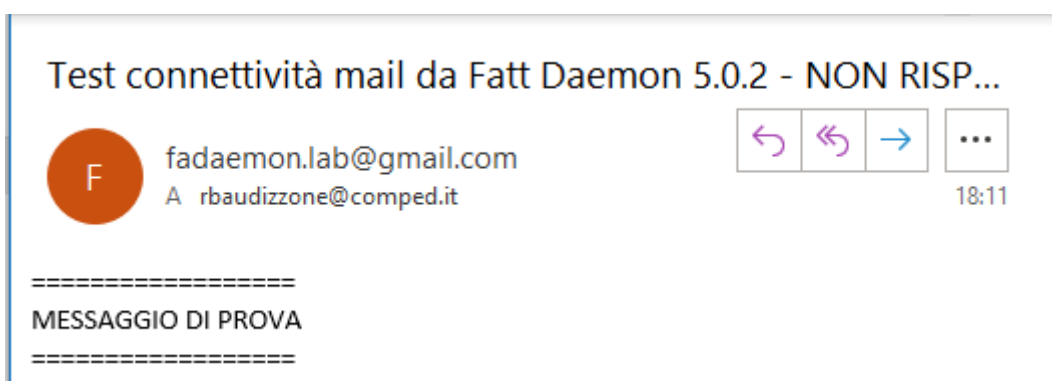 Test connettività mail da Fatt Daemon 5.0.2 - NON RISP...
F
fadaemon.lab@gmail.com
A rbaudizzone@comped.it
18:11
==================
MESSAGGIO DI PROVA
==================